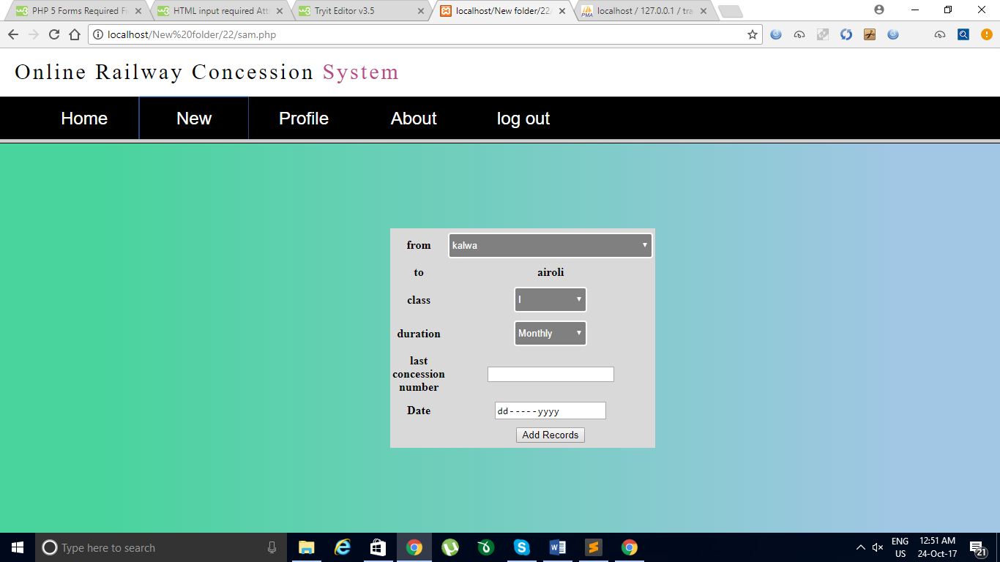 PHP 5 Forms Required Fi
HTML input required Att
Tryit Editor v3.5
localhost/New folder/22/
localhost / 127.0.0.1 / tra
localhost/New%20folder/22/sam.php
Online Railway Concession System
Home New Profile About log out
from kalwa
to airoli
class I
duration Monthly
last
concession
number
Date dd-----yyyy
Add Records
Type here to search
ENG
US
12:51 AM
24-Oct-17
21